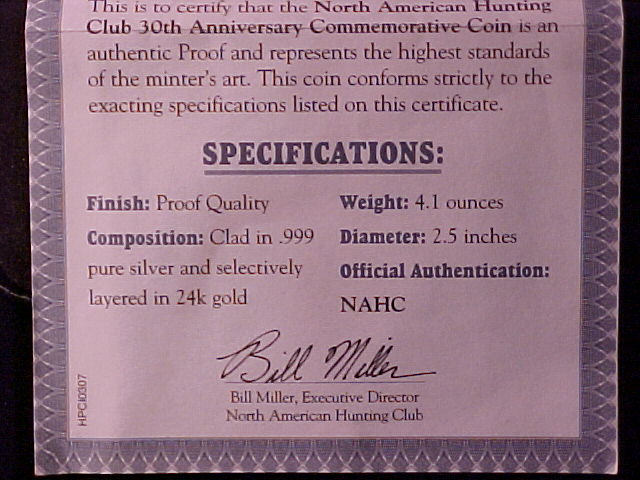 This is to certify that the North American Hunting
Club 30th Anniversary Commemorative Coin is an
authentic Proof and represents the highest standards
of the minter's art. This coin conforms strictly to the
exacting specifications listed on this certificate.
SPECIFICATIONS:
Finish: Proof Quality
Composition: Clad in .999
pure silver and selectively
layered in 24k gold
Weight: 4.1 ounces
Diameter: 2.5 inches
Official Authentication:
NAHC
Bill Miller
Bill Miller, Executive Director
North American Hunting Club
HPCI0307